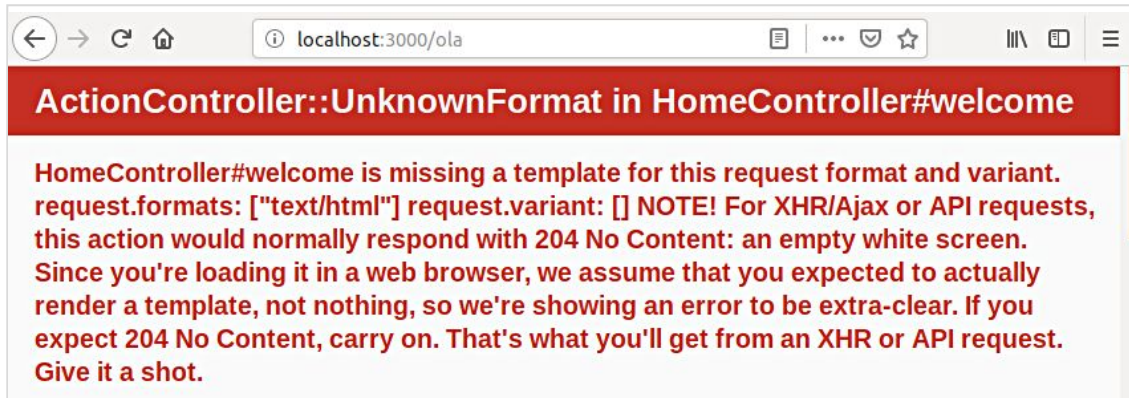 localhost:3000/ola
ActionController::UnknownFormat in HomeController#welcome
HomeController#welcome is missing a template for this request format and variant.
request.formats: ["text/html"] request.variant: [] NOTE! For XHR/Ajax or API requests,
this action would normally respond with 204 No Content: an empty white screen.
Since you're loading it in a web browser, we assume that you expected to actually
render a template, not nothing, so we're showing an error to be extra-clear. If you
expect 204 No Content, carry on. That's what you'll get from an XHR or API request.
Give it a shot.